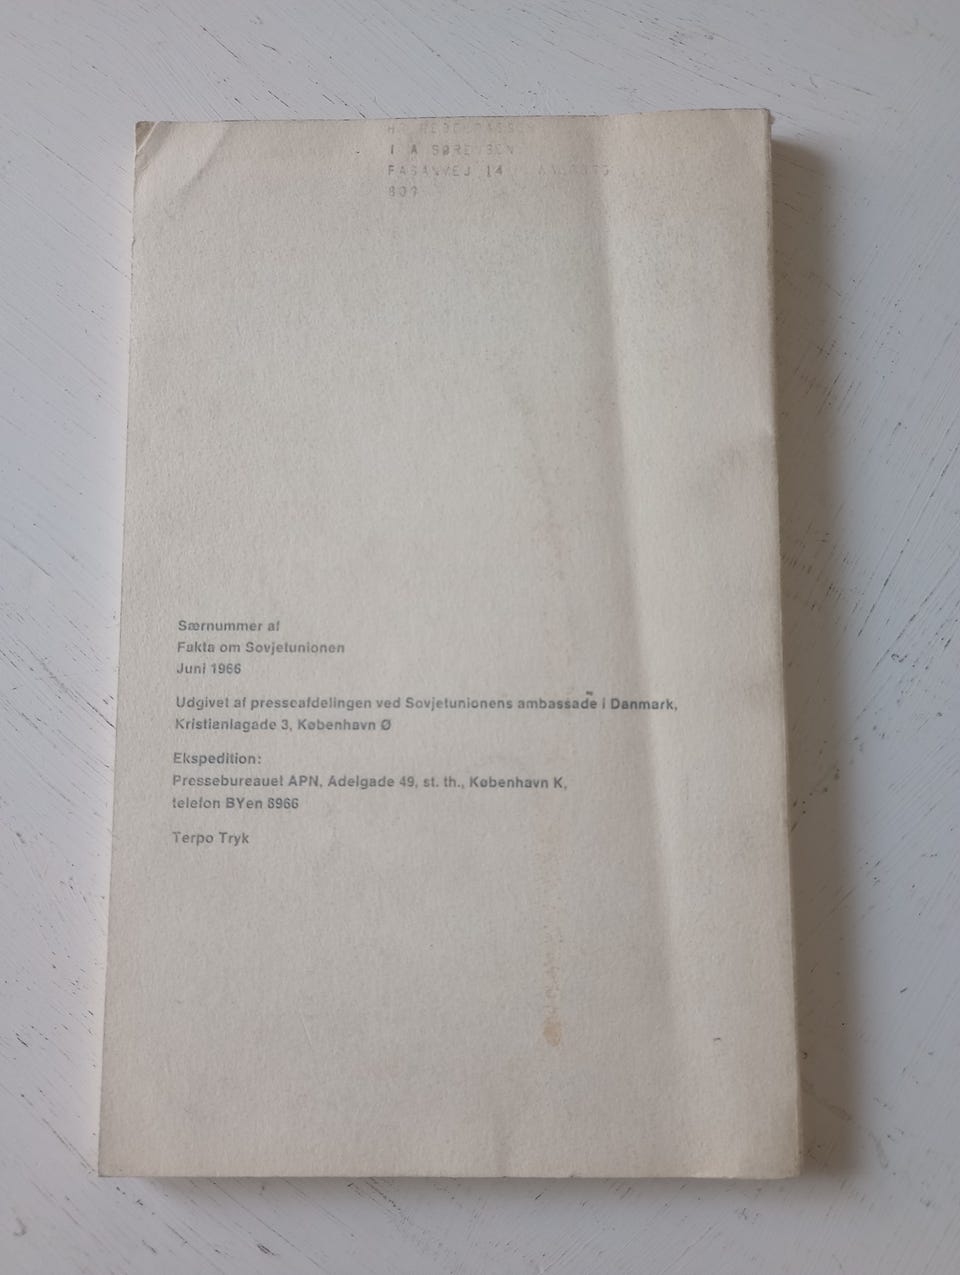 I A SØRENSEN
FASANVEJ 14
809
Særnummer af
Fakta om Sovjetunionen
Juni 1966
Udgivet af presseafdelingen ved Sovjetunionens ambassade i Danmark,
Kristianiagade 3, København Ø
Ekspedition:
Pressebureauet APN, Adelgade 49, st. th., København K,
telefon BYen 8966
Terpo Tryk